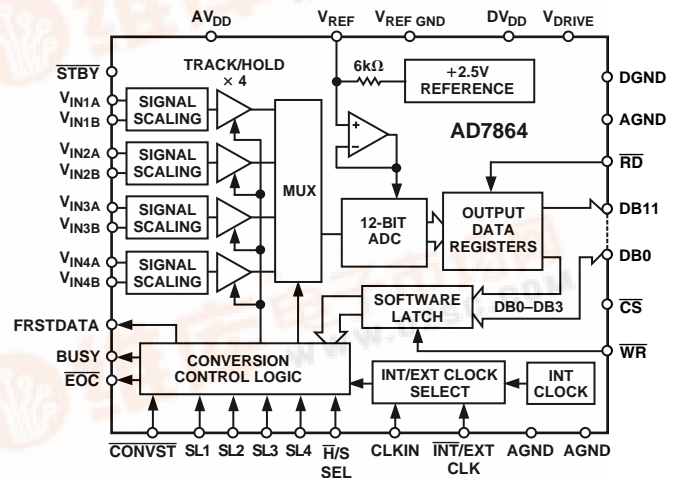 AVDD VREF VREF GND DVDD VDRIVE
STBY
TRACK/HOLD
× 4
6kΩ
+2.5V
REFERENCE
DGND
VIN1A
VIN1B
SIGNAL
SCALING
AD7864
AGND
VIN2A
VIN2B
SIGNAL
SCALING
MUX
RD
VIN3A
VIN3B
SIGNAL
SCALING
12-BIT
ADC
OUTPUT
DATA
REGISTERS
DB11
DB0
VIN4A
VIN4B
SIGNAL
SCALING
SOFTWARE
LATCH
DB0–DB3
CS
FRSTDATA
BUSY
EOC
CONVERSION
CONTROL LOGIC
WR
INT/EXT CLOCK
SELECT
INT
CLOCK
CONVST SL1 SL2 SL3 SL4 H/S
SEL
CLKIN INT/EXT
CLK
AGND AGND